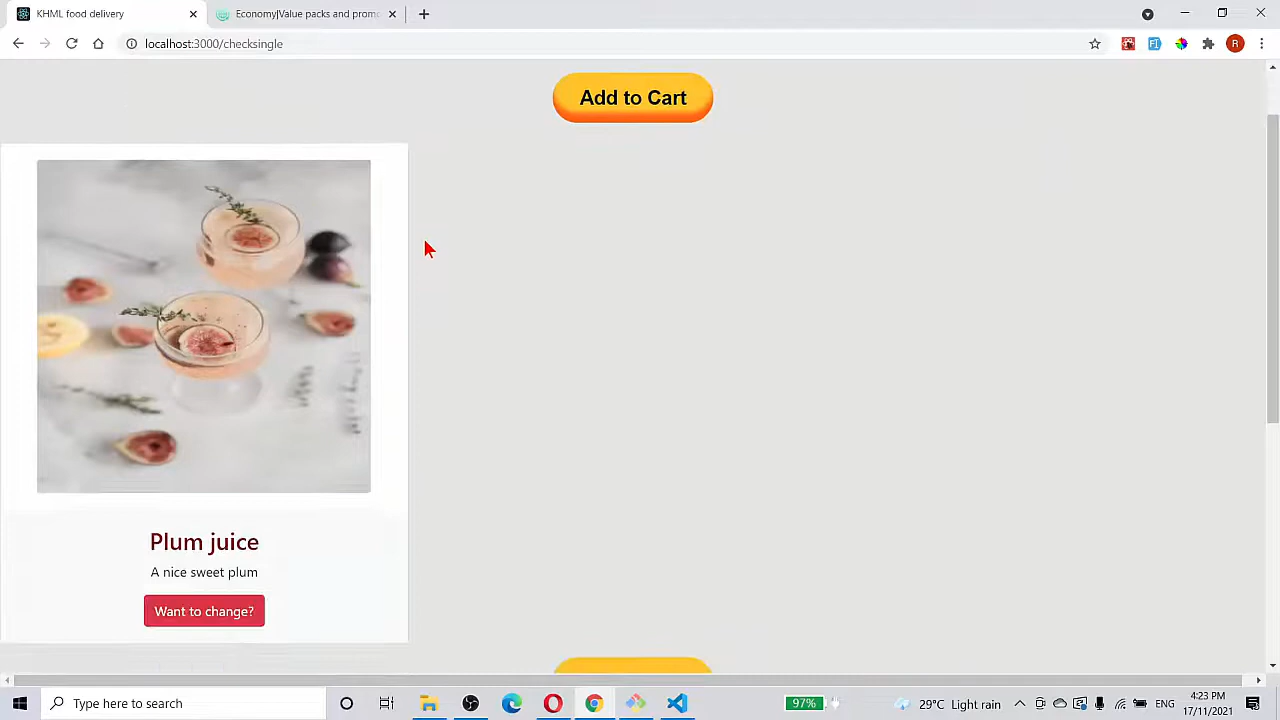 KHML food delivery
Economy|Value packs and prom
localhost:3000/checksingle
R
Add to Cart
Plum juice
A nice sweet plum
Want to change?
Type here to search
97%
29°C Light rain
ENG
4:23 PM
17/11/2021